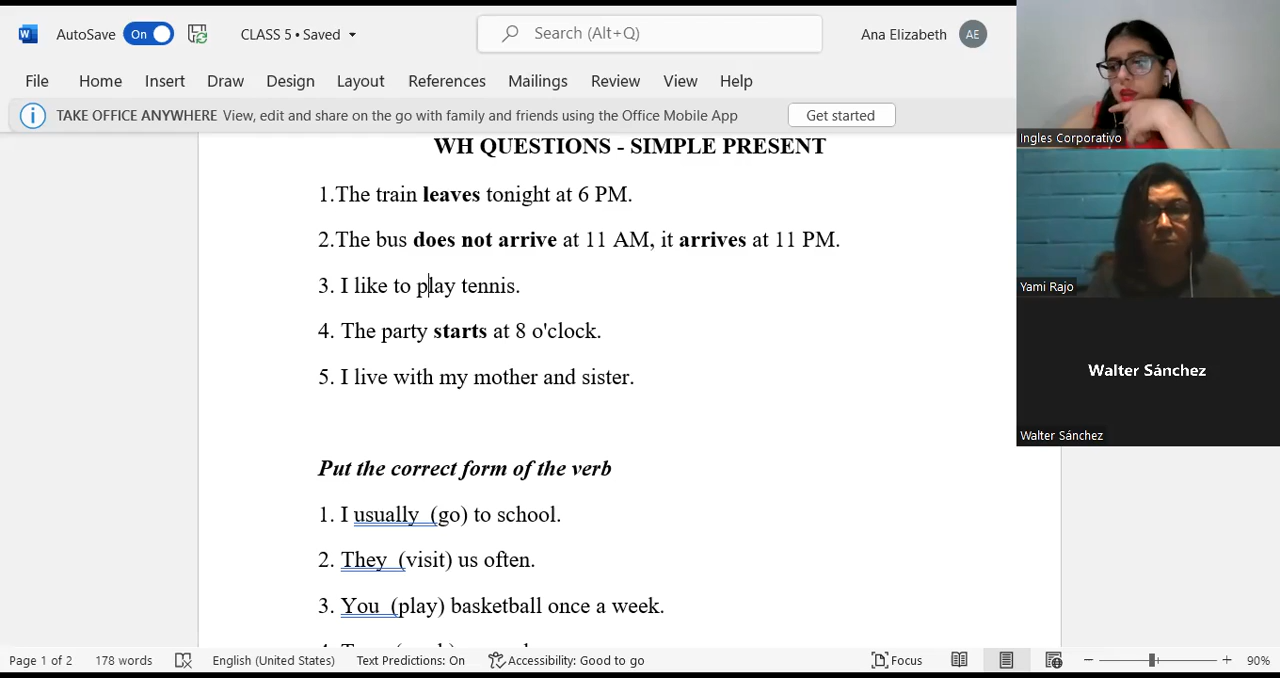 AutoSave On CLASS 5 • Saved Search (Alt+Q) Ana Elizabeth AE
File Home Insert Draw Design Layout References Mailings Review View Help
TAKE OFFICE ANYWHERE View, edit and share on the go with family and friends using the Office Mobile App Get started
WH QUESTIONS - SIMPLE PRESENT
1.The train leaves tonight at 6 PM.
2.The bus does not arrive at 11 AM, it arrives at 11 PM.
3. I like to play tennis.
4. The party starts at 8 o'clock.
5. I live with my mother and sister.
Put the correct form of the verb
1. I usually (go) to school.
2. They (visit) us often.
3. You (play) basketball once a week.
Page 1 of 2 178 words English (United States) Text Predictions: On Accessibility: Good to go Focus 90%
Ingles Corporativo
Yami Rajo
Walter Sánchez
Walter Sánchez